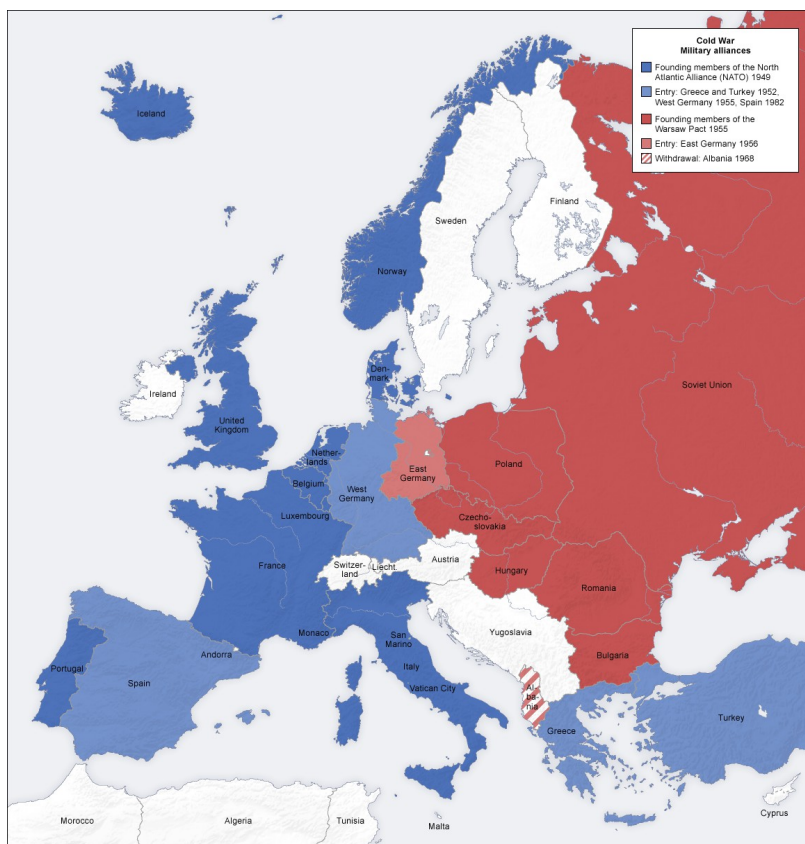 Cold War
Military alliances
Founding members of the North
Atlantic Alliance (NATO) 1949
Entry: Greece and Turkey 1952,
West Germany 1955, Spain 1982
Founding members of the
Warsaw Pact 1955
Entry: East Germany 1956
Withdrawal: Albania 1968
Iceland
Finland
Sweden
Norway
Den-
mark
Soviet Union
Ireland
United
Kingdom
Nether-
lands
Poland
East
Germany
Belgium
West
Germany
Luxembourg
Czecho-
slovakia
Austria
France
Switzer-
land
Liecht.
Hungary
Romania
Yugoslavia
Monaco
San
Marino
Andorra
Bulgaria
Portugal
Italy
Spain
Vatican City
Al-
ba-
nia
Turkey
Greece
Cyprus
Morocco
Algeria
Tunisia
Malta